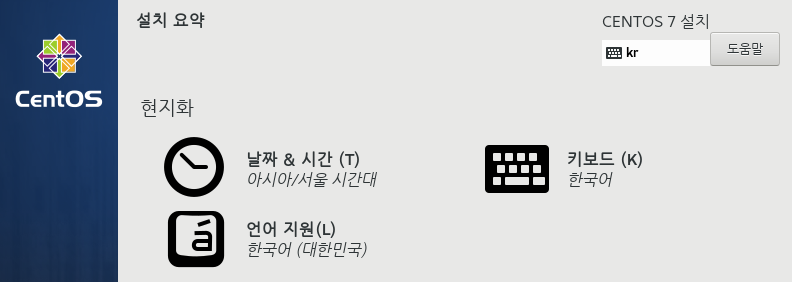 설치 요약
CENTOS 7 설치
kr
도움말
CentOS
현지화
날짜 & 시간 (T)
아시아/서울 시간대
키보드 (K)
한국어
á
언어 지원(L)
한국어 (대한민국)